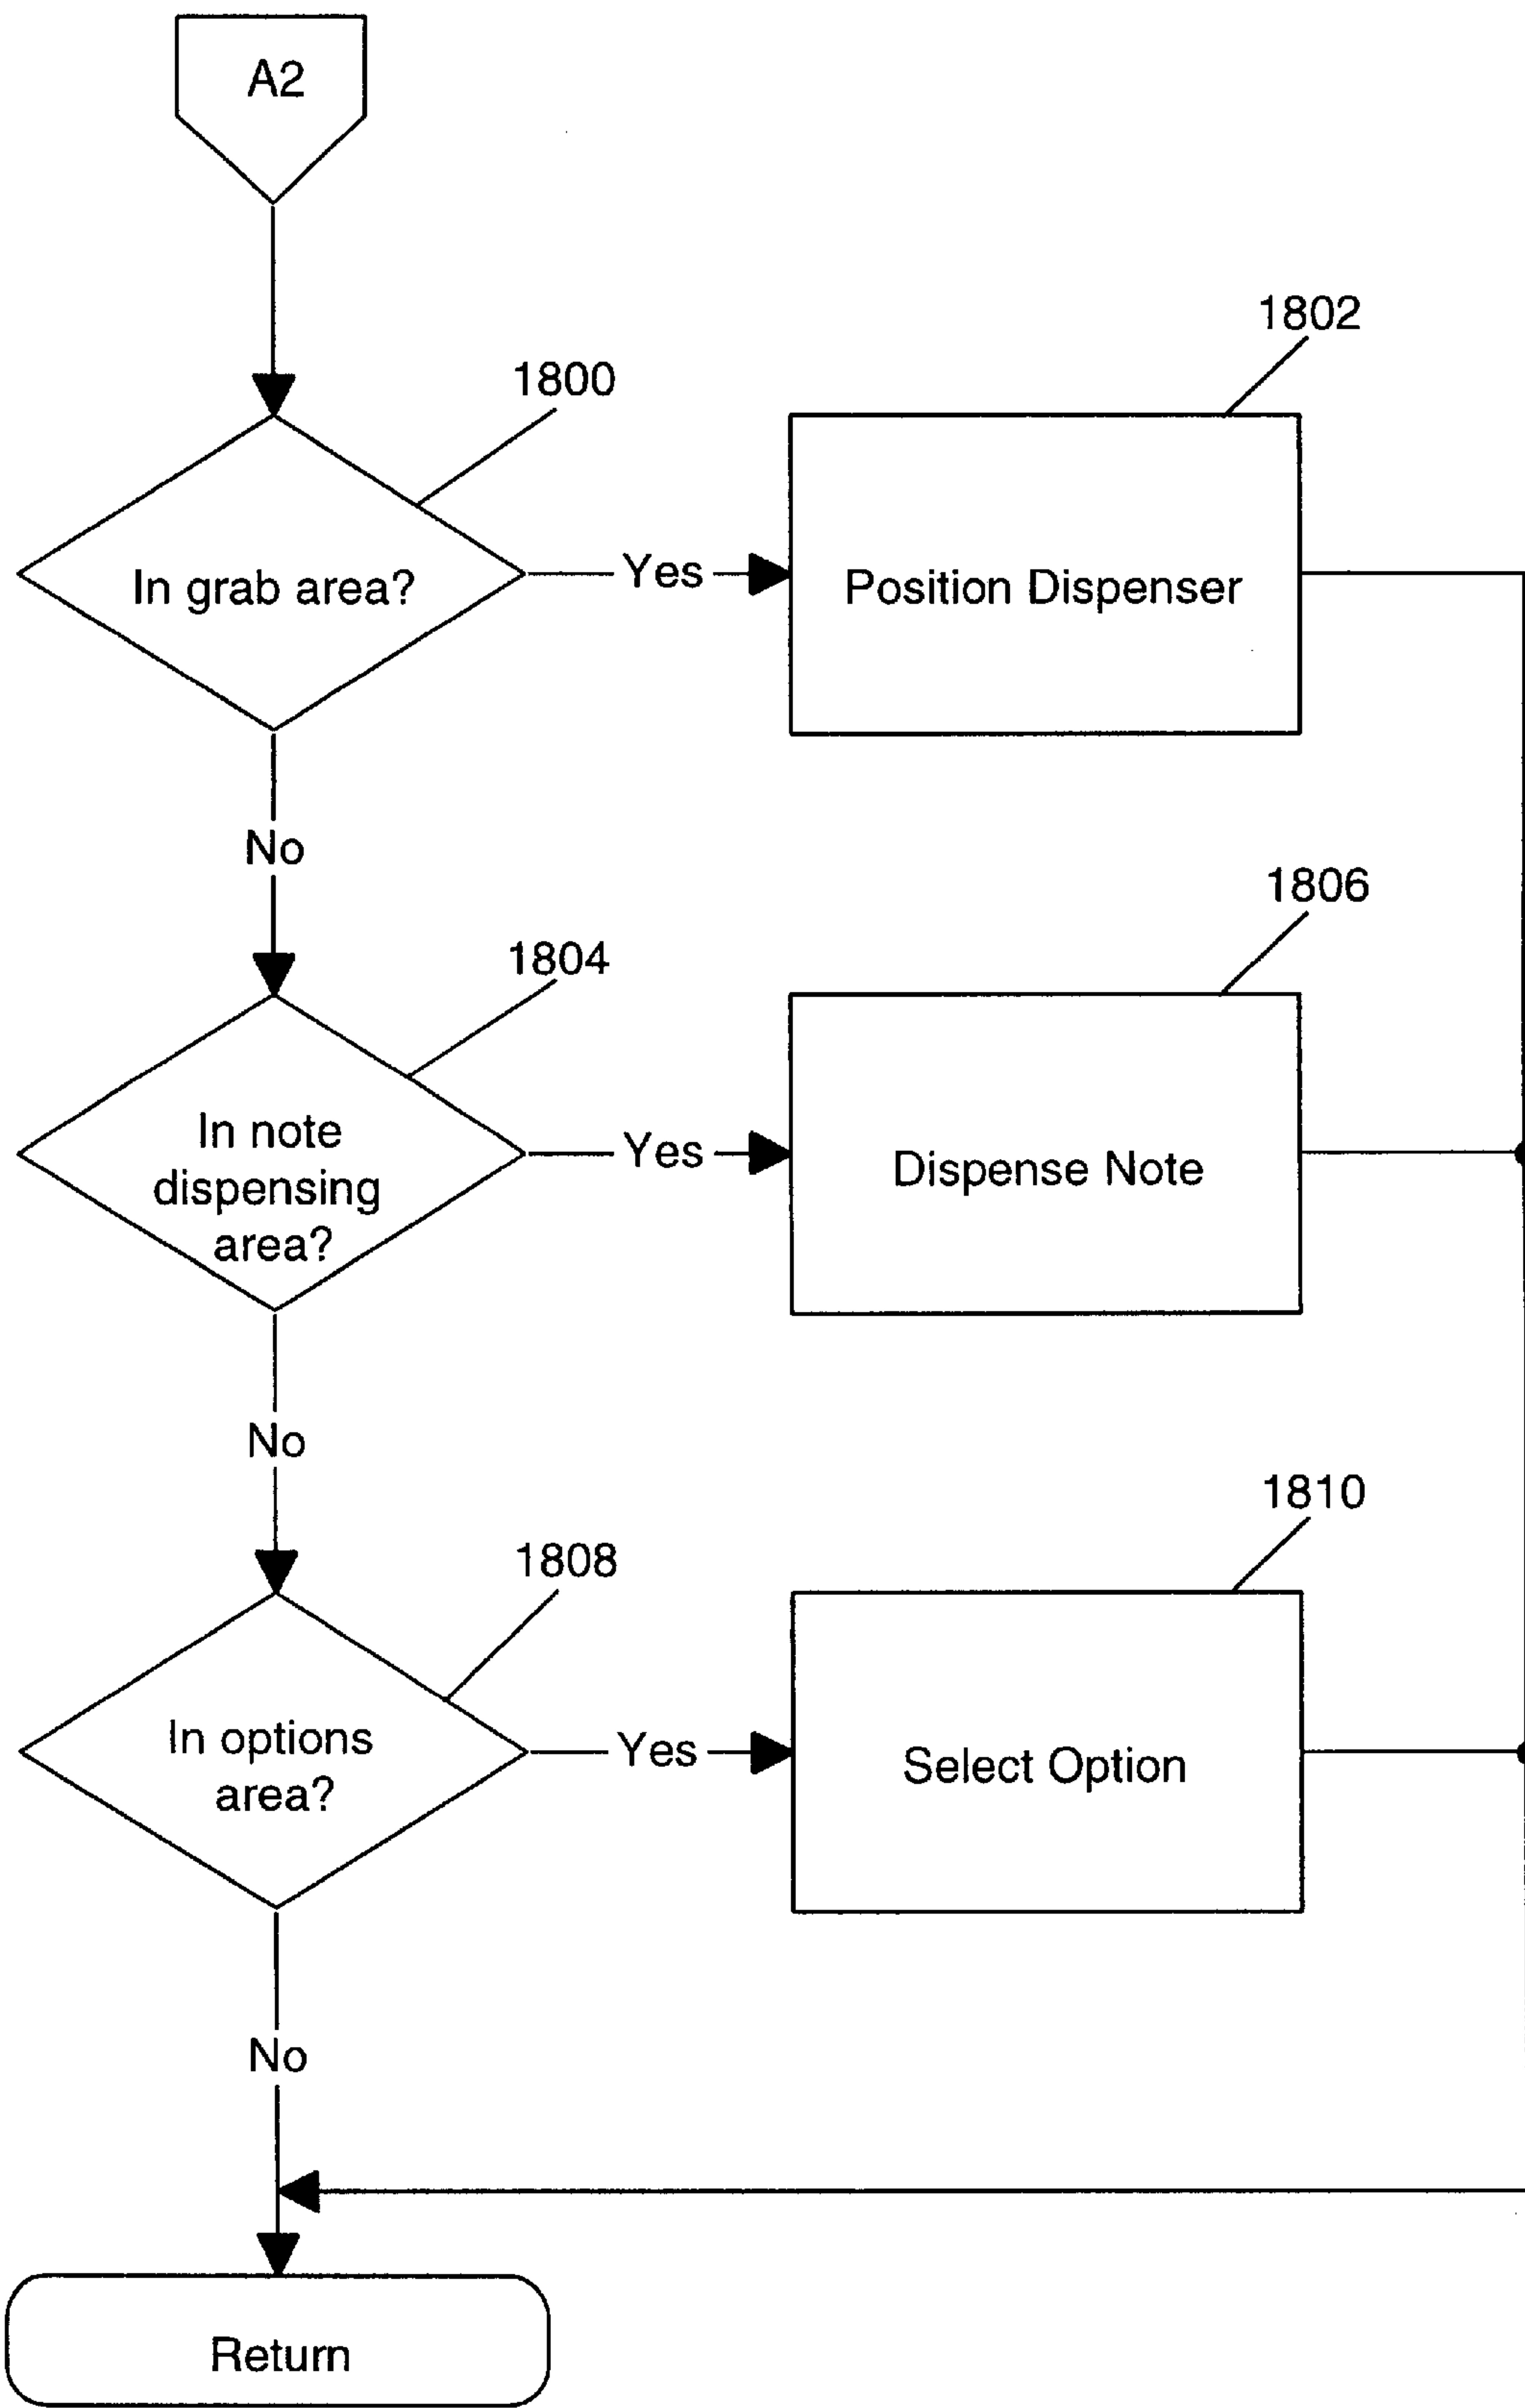 A2
1802
1800
In grab area?
Yes
Position Dispenser
No
1806
1804
In note
dispensing
area?
Yes
Dispense Note
No
1810
1808
In options
area?
Yes
Select Option
No
Return